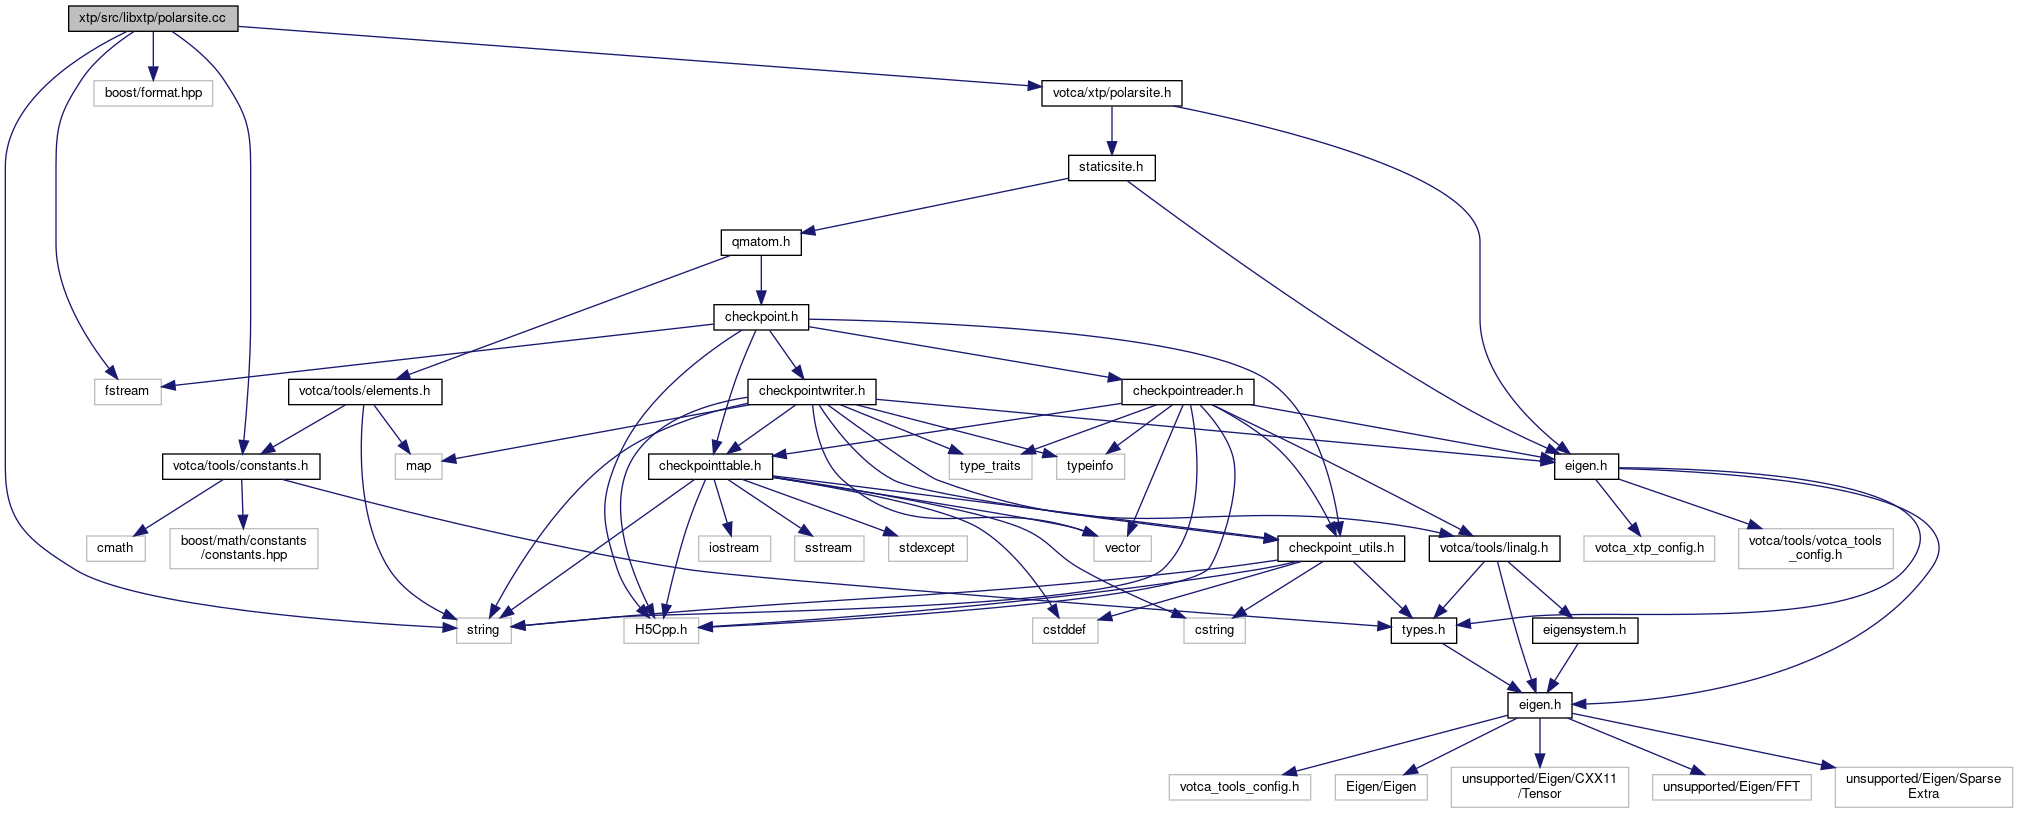 xtp/src/libxtp/polarsite.cc
boost/format.hpp
votca/xtp/polarsite.h
staticsite.h
qmatom.h
checkpoint.h
fstream
votca/tools/elements.h
checkpointwriter.h
checkpointreader.h
votca/tools/constants.h
map
checkpointtable.h
type_traits
typeinfo
eigen.h
cmath
boost/math/constants
/constants.hpp
iostream
sstream
stdexcept
vector
checkpoint_utils.h
votca/tools/linalg.h
votca_xtp_config.h
votca/tools/votca_tools
_config.h
string
H5Cpp.h
cstddef
cstring
types.h
eigensystem.h
eigen.h
votca_tools_config.h
Eigen/Eigen
unsupported/Eigen/CXX11
/Tensor
unsupported/Eigen/FFT
unsupported/Eigen/Sparse
Extra